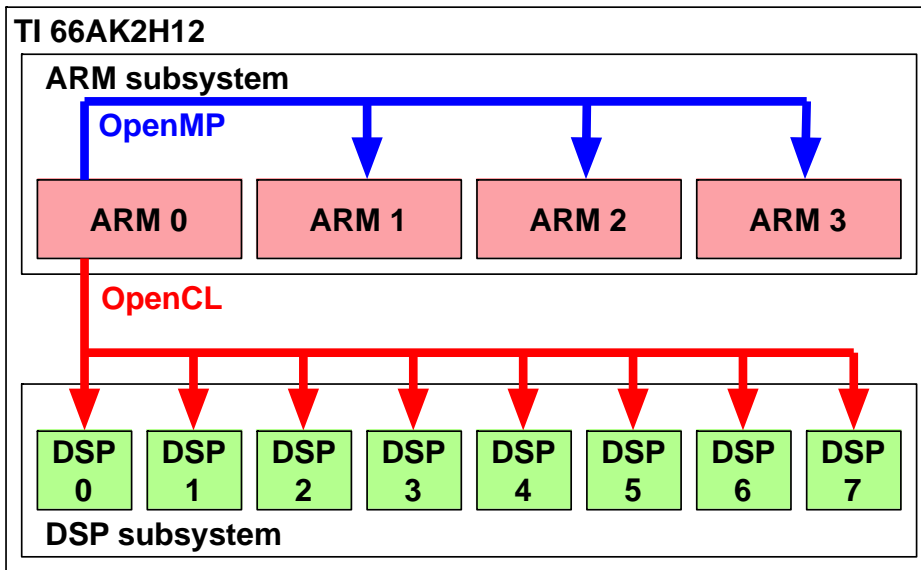 TI 66AK2H12
ARM subsystem
OpenMP
ARM 0
ARM 1
ARM 2
ARM 3
OpenCL
DSP
0
DSP
1
DSP
2
DSP
3
DSP
4
DSP
5
DSP
6
DSP
7
DSP subsystem